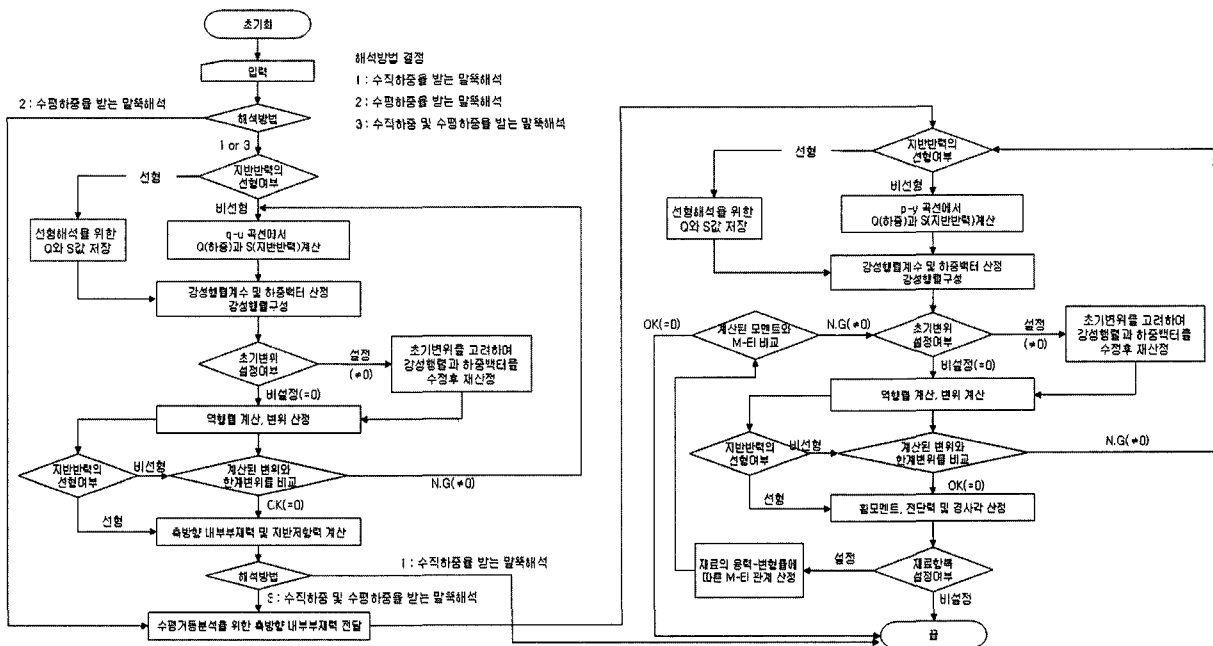 초기화
입력
해석방법 결정
1 : 수직하중를 받는 말뚝해석
2 : 수평하중를 받는 말뚝해석
3 : 수직하중 및 수평하중를 받는 말뚝해석
2 : 수평하중를 받는 말뚝해석
해석방법
1 or 3
지반반력의
선형여부
선형
비선형
선형해석를 위한
Q와 S값 저장
q-u 곡선에서
Q(하중)과 S(지반반력)계산
강성행렬계수 및 하중백터 산정
강성행렬구성
초기변위
설정여부
설정
(≠0)
초기변위를 고려하여
강성행렬과 하중백터를
수정후 재산정
비설정(=0)
역행렬 계산, 변위 산정
지반반력의
선형여부
비선형
계산된 변위와
한계변위를 비교
N.G(≠0)
OK(=0)
선형
축방향 내부부재력 및 지반저항력 계산
해석방법
1 : 수직하중를 받는 말뚝해석
3 : 수직하중 및 수평하중를 받는 말뚝해석
수평거동분석을 위한 축방향 내부부재력 전달
지반반력의
선형여부
선형
비선형
선형해석를 위한
Q와 S값 저장
p-y 곡선에서
Q(하중)과 S(지반반력)계산
강성행렬계수 및 하중백터 산정
강성행렬구성
OK(=0)
계산된 모멘트와
M-EI 비교
N.G(≠0)
초기변위
설정여부
설정
(≠0)
초기변위를 고려하여
강성행렬과 하중백터를
수정후 재산정
비설정(=0)
역행렬 계산, 변위 계산
지반반력의
선형여부
비선형
계산된 변위와
한계변위를 비교
N.G(≠0)
OK(=0)
선형
휨모멘트, 전단력 및 경사각 산정
재료의 응력-변형률에
따른 M-EI 관계 산정
설정
재료항목
설정여부
비설정
끝